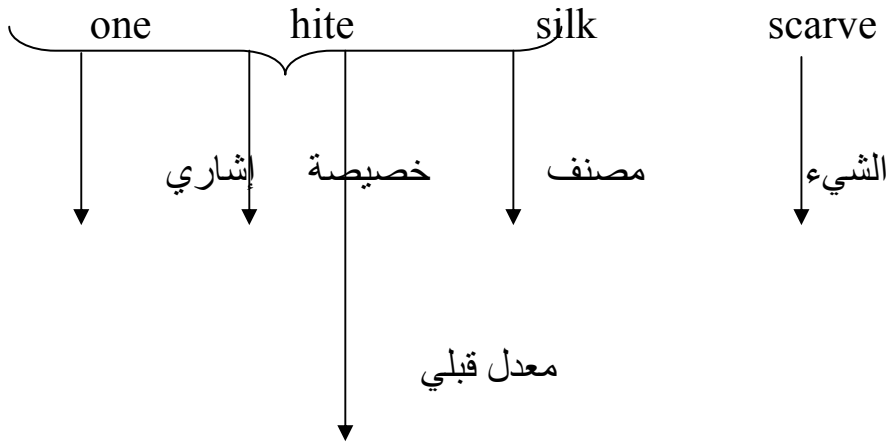 one hite silk scarve
إشاري خصيصة مصنف الشيء
معدل قبلي